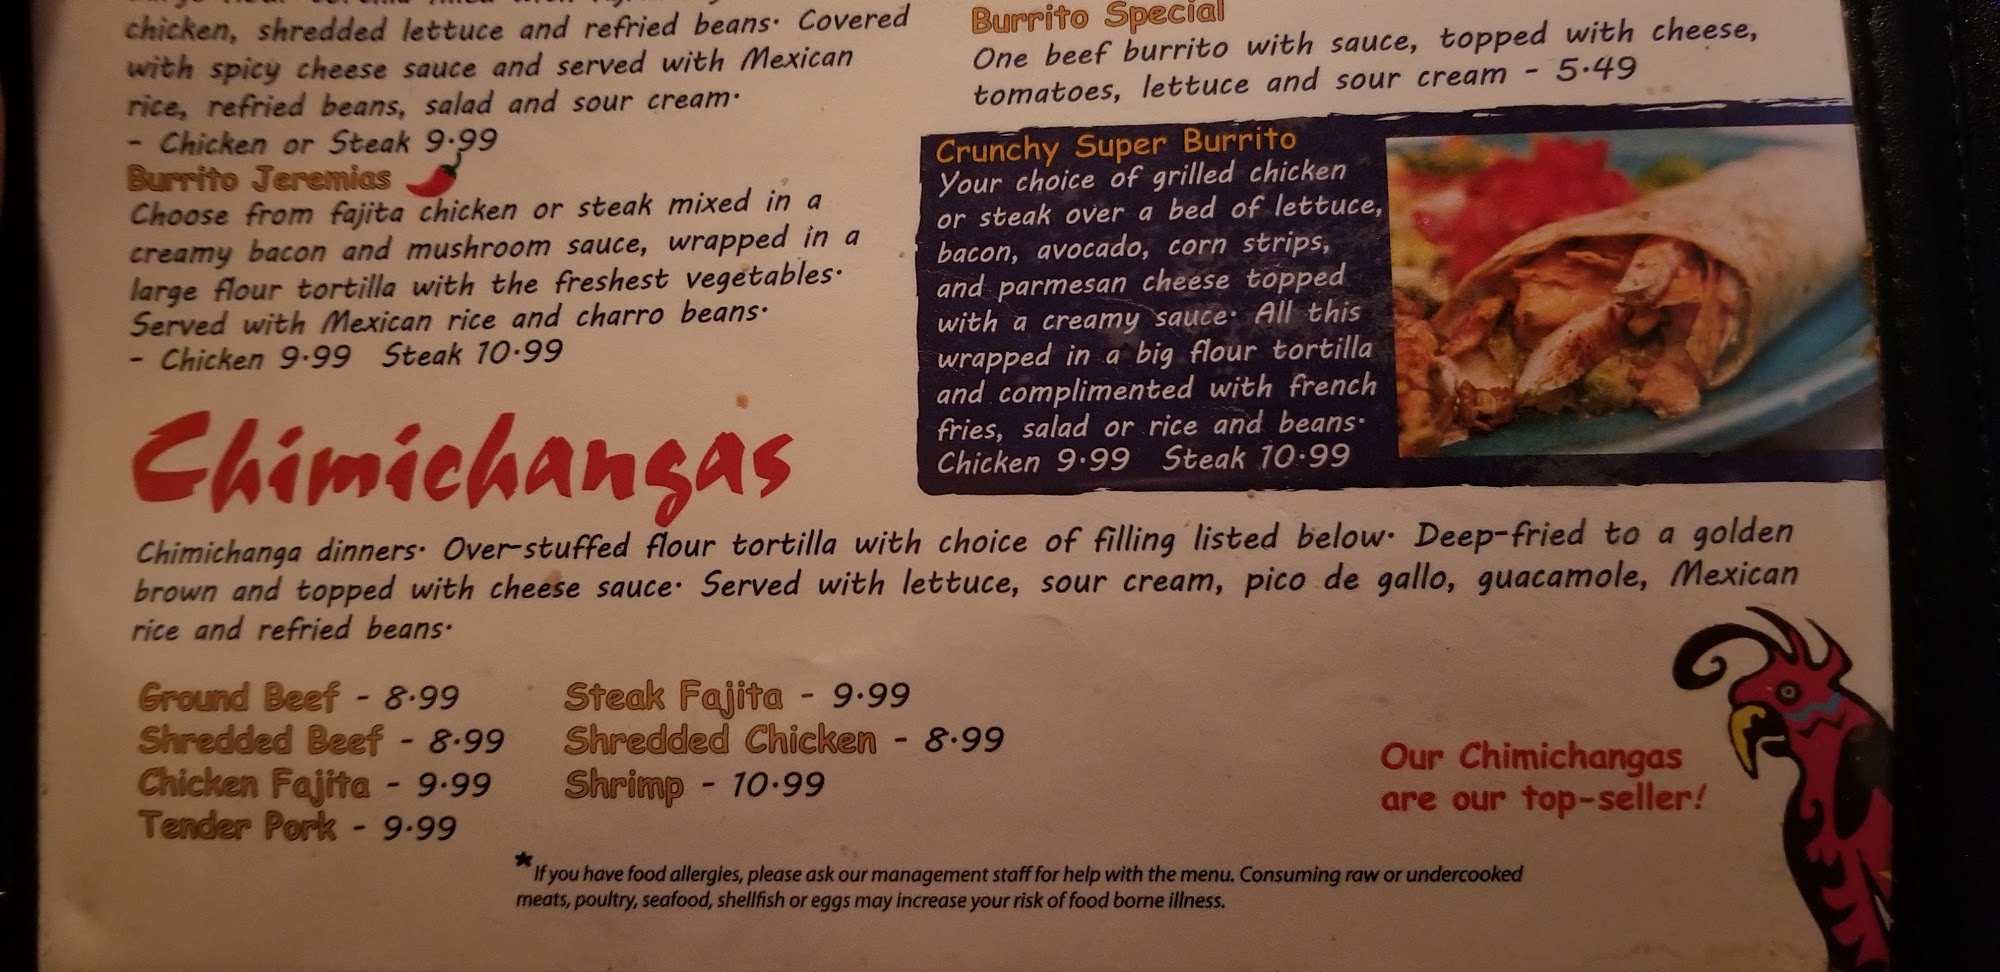 chicken, shredded lettuce and refried beans. Covered
with spicy cheese sauce and served with Mexican
rice, refried beans, salad and sour cream.
- Chicken or Steak 9.99
Burrito Jeremias
Choose from fajita chicken or steak mixed in a
creamy bacon and mushroom sauce, wrapped in a
large flour tortilla with the freshest vegetables.
Served with Mexican rice and charro beans.
- Chicken 9.99 Steak 10.99
Burrito Special
One beef burrito with sauce, topped with cheese,
tomatoes, lettuce and sour cream - 5.49
Crunchy Super Burrito
Your choice of grilled chicken
or steak over a bed of lettuce,
bacon, avocado, corn strips,
and parmesan cheese topped
with a creamy sauce. All this
wrapped in a big flour tortilla
and complimented with french
fries, salad or rice and beans.
Chicken 9.99 Steak 10.99
Chimichangas
Chimichanga dinners. Over-stuffed flour tortilla with choice of filling listed below. Deep-fried to a golden
brown and topped with cheese sauce. Served with lettuce, sour cream, pico de gallo, guacamole, Mexican
rice and refried beans.
Ground Beef - 8.99
Shredded Beef - 8.99
Chicken Fajita - 9.99
Tender Pork - 9.99
Steak Fajita - 9.99
Shredded Chicken - 8.99
Shrimp - 10.99
Our Chimichangas
are our top-seller!
*If you have food allergies, please ask our management staff for help with the menu. Consuming raw or undercooked
meats, poultry, seafood, shellfish or eggs may increase your risk of food borne illness.